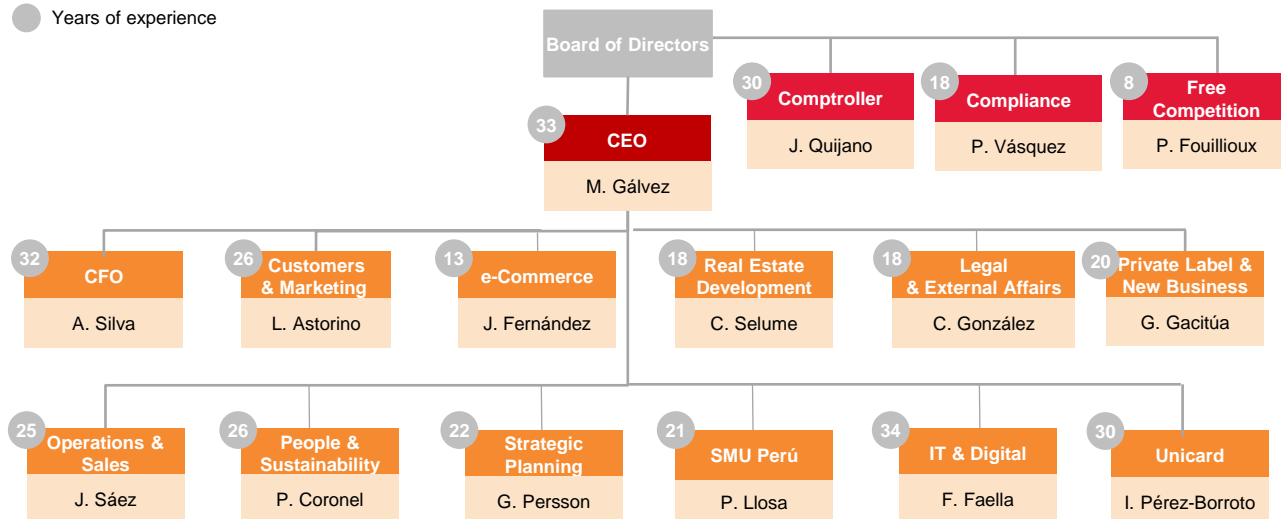 Years of experience
Board of Directors
30
Comptroller
J. Quijano
18
Compliance
P. Vásquez
8
Free
Competition
P. Fouillioux
33
CEO
M. Gálvez
32
CFO
A. Silva
26
Customers
& Marketing
L. Astorino
13
e-Commerce
J. Fernández
18
Real Estate
Development
C. Selume
18
Legal
& External Affairs
C. González
20
Private Label &
New Business
G. Gacitúa
25
Operations &
Sales
J. Sáez
26
People &
Sustainability
P. Coronel
22
Strategic
Planning
G. Persson
21
SMU Perú
P. Llosa
34
IT & Digital
F. Faella
30
Unicard
I. Pérez-Borroto